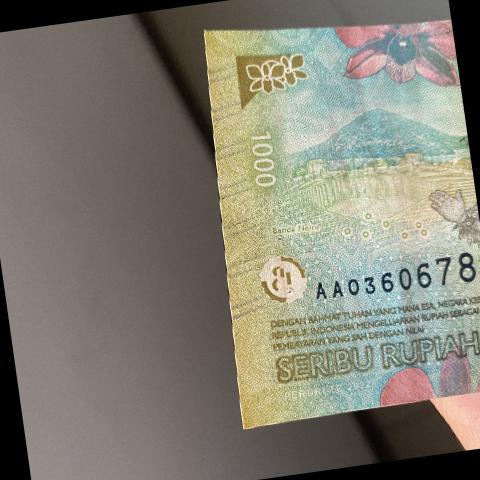 1000
Banda Neira
AA0360678
DENGAN RAHMAT TUHAN YANG MAHA ESA, NEGARA
REPUBLIK INDONESIA MENGELUARKAN RUPIAH SEBAGAI
PEMBAYARAN YANG SAH DENGAN NILAI
SERIBU RUPIAH
PERURI